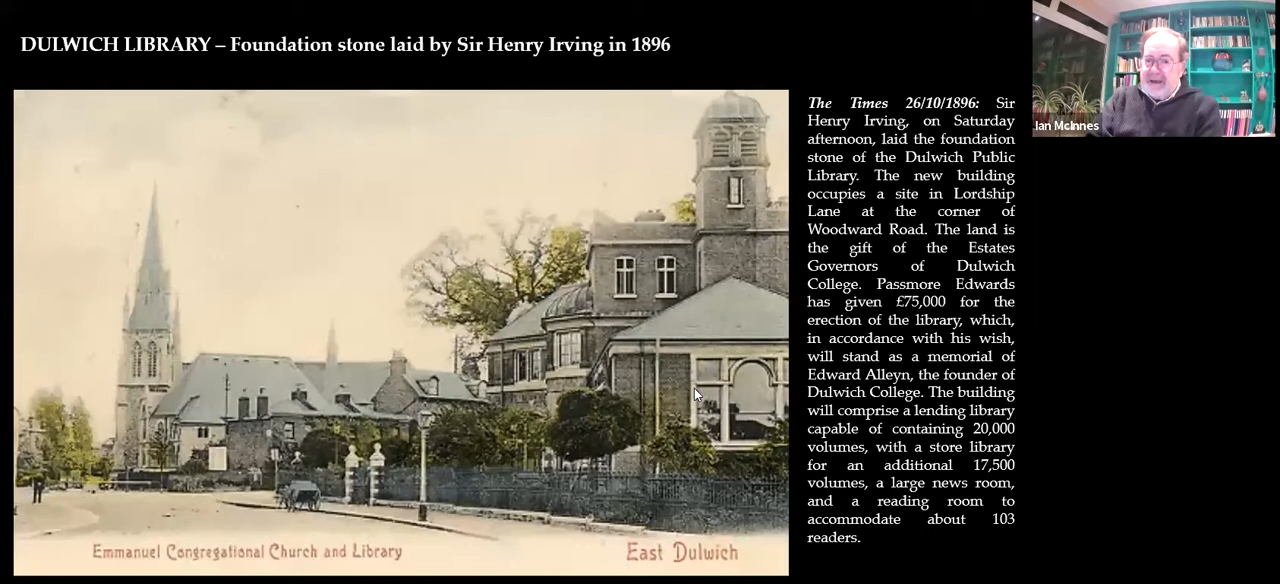 DULWICH LIBRARY – Foundation stone laid by Sir Henry Irving in 1896
The Times 26/10/1896: Sir
Henry Irving, on Saturday
afternoon, laid the foundation
stone of the Dulwich Public
Library. The new building
occupies a site in Lordship
Lane at the corner of
Woodward Road. The land is
the gift of the Estates
Governors of Dulwich
College. Passmore Edwards
has given £75,000 for the
erection of the library, which,
in accordance with his wish,
will stand as a memorial of
Edward Alleyn, the founder of
Dulwich College. The building
will comprise a lending library
capable of containing 20,000
volumes, with a store library
for an additional 17,500
volumes, a large news room,
and a reading room to
accommodate about 103
readers.
Ian McInnes
Emmanuel Congregational Church and Library
East Dulwich